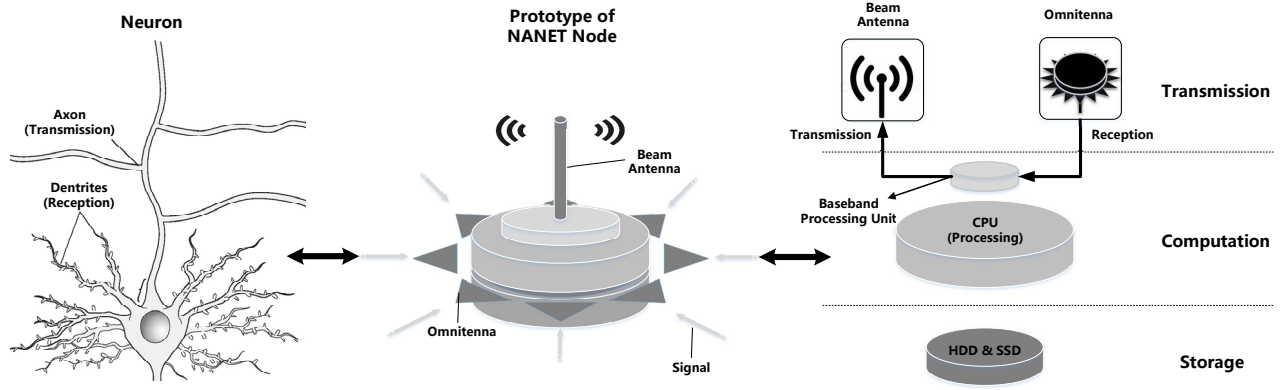 Neuron
Axon
(Transmission)
Dentrites
(Reception)
Prototype of
NANET Node
Beam
Antenna
Omnitenna
Signal
Beam
Antenna
Omnitenna
Transmission
Transmission
Reception
Baseband
Processing Unit
CPU
(Processing)
Computation
HDD & SSD
Storage